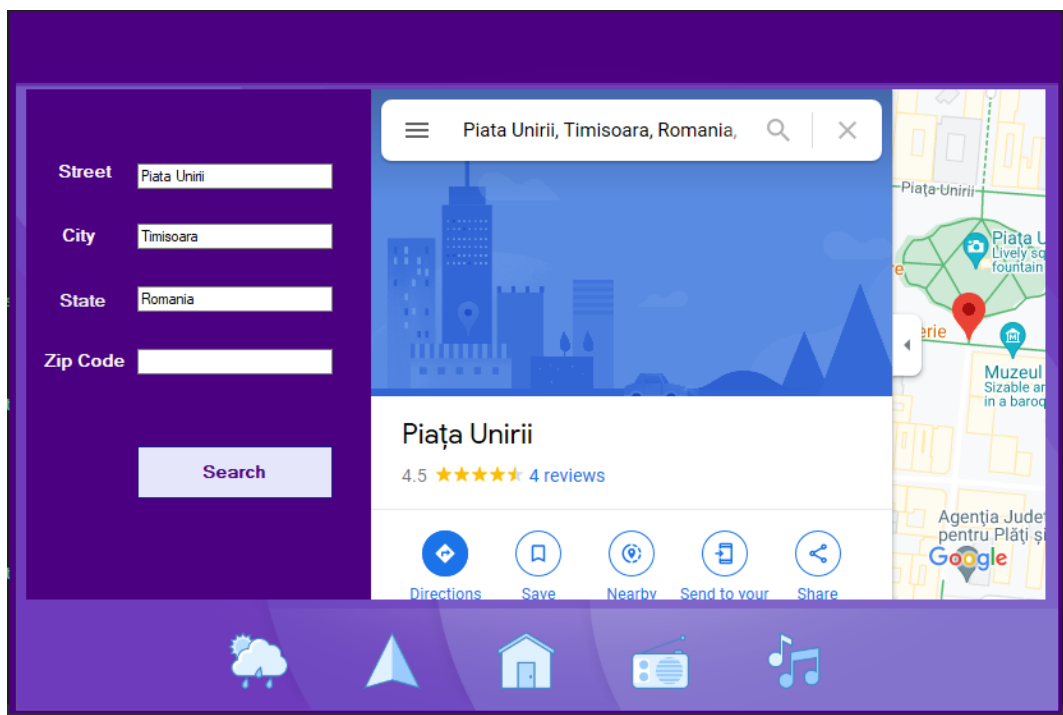 Street
Piata Unirii
City
Timisoara
State
Romania
Zip Code
Search
Piata Unirii, Timisoara, Romania,
Piața Unirii
4.5
4 reviews
Directions
Save
Nearby
Send to your
Share
Piața Unirii
Piața U
Lively sq
fountain
e
erie
Muzeul
Sizable ar
in a baroq
Agenția Județ
pentru Plăți și
Google